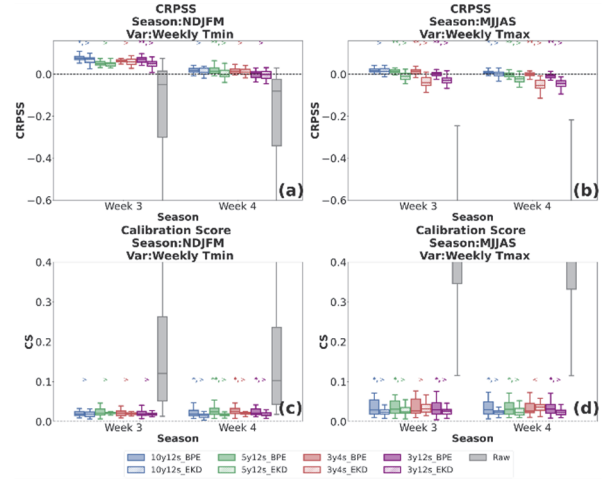 CRPSS
Season:NDJFM
Var:Weekly Tmin
CRPSS
0.0
−0.2
−0.4
−0.6
(a)
Week 3
Week 4
Season
CRPSS
Season:MJJAS
Var:Weekly Tmax
CRPSS
0.0
−0.2
−0.4
−0.6
(b)
Week 3
Week 4
Season
Calibration Score
Season:NDJFM
Var:Weekly Tmin
CS
0.4
0.3
0.2
0.1
0.0
(c)
Week 3
Week 4
Season
Calibration Score
Season:MJJAS
Var:Weekly Tmax
CS
0.4
0.3
0.2
0.1
0.0
(d)
Week 3
Week 4
Season
10y12s_BPE
5y12s_BPE
3y4s_BPE
3y12s_BPE
Raw
10y12s_EKD
5y12s_EKD
3y4s_EKD
3y12s_EKD